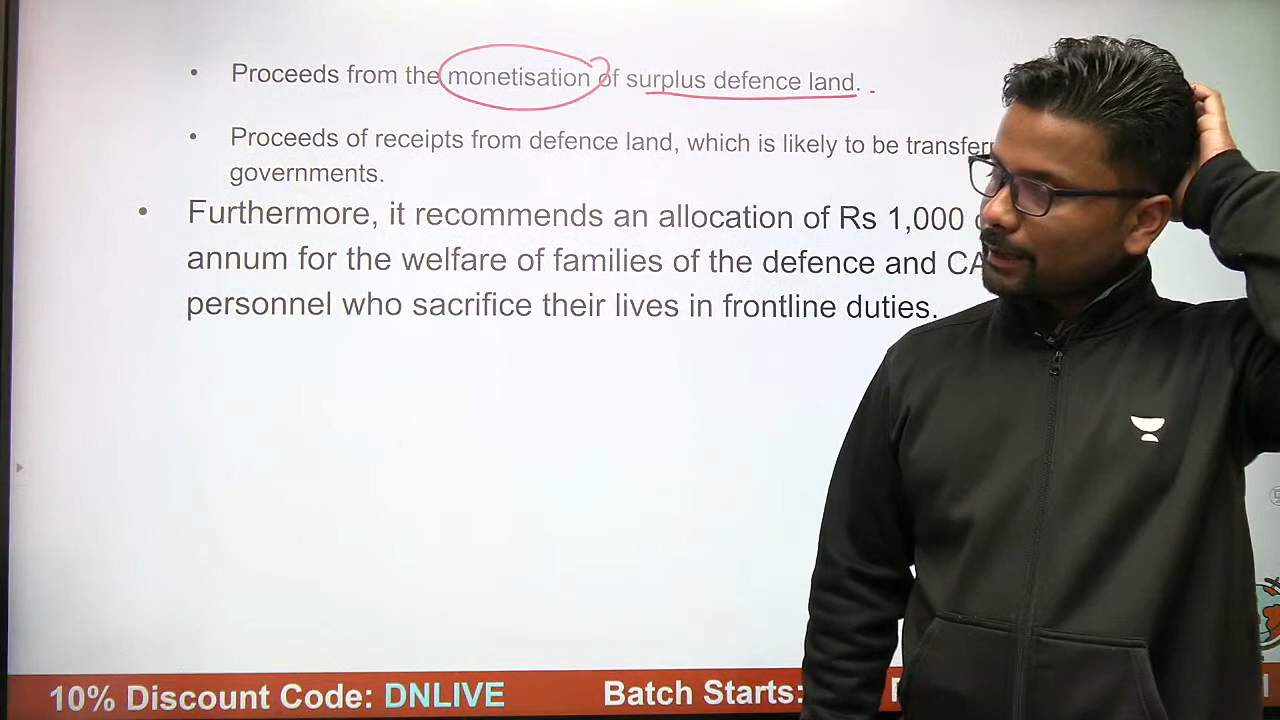 Proceeds from the monetisation of surplus defence land.
Proceeds of receipts from defence land, which is likely to be
governments.
Furthermore, it recommends an allocation of Rs 1,000
annum for the welfare of families of the defence and
personnel who sacrifice their lives in frontline duties.
10% Discount Code: DNLIVE Batch Starts: